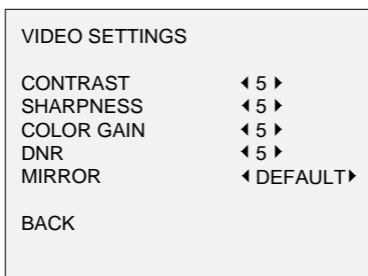 VIDEO SETTINGS
CONTRAST 5
SHARPNESS 5
COLOR GAIN 5
DNR 5
MIRROR DEFAULT
BACK